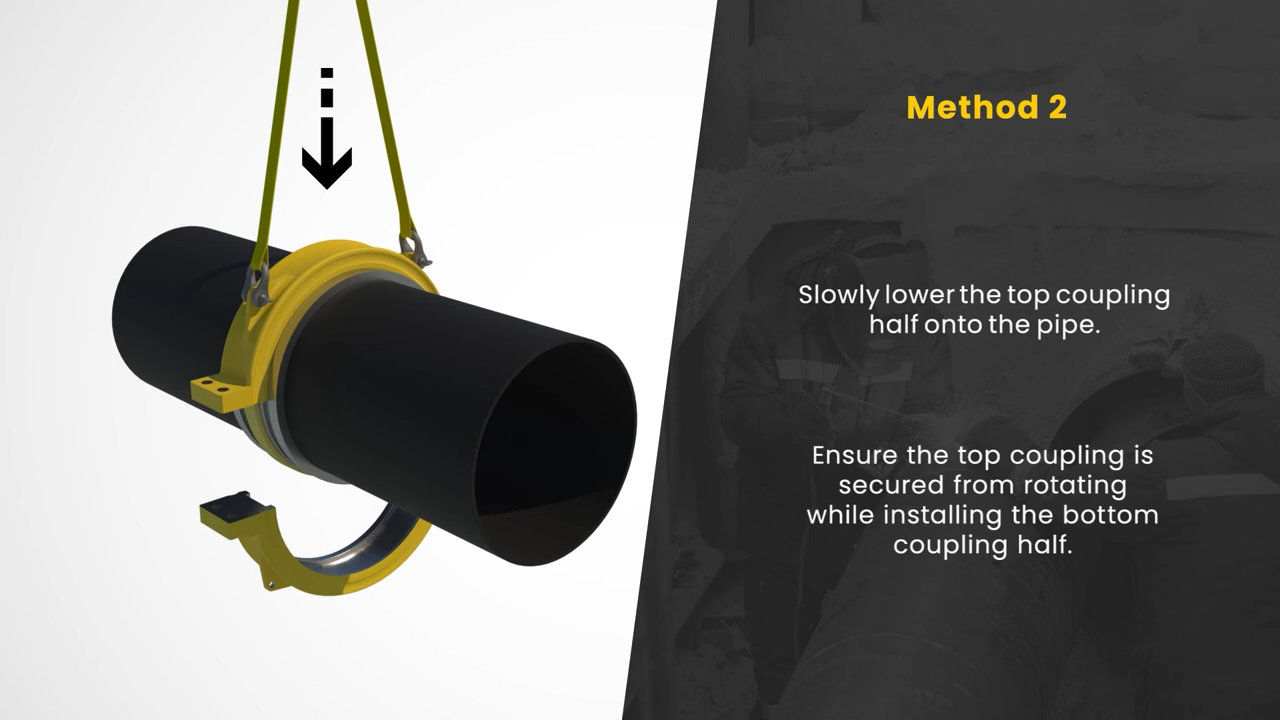 Method 2
Slowly lower the top coupling
half onto the pipe.
Ensure the top coupling is
secured from rotating
while installing the bottom
coupling half.